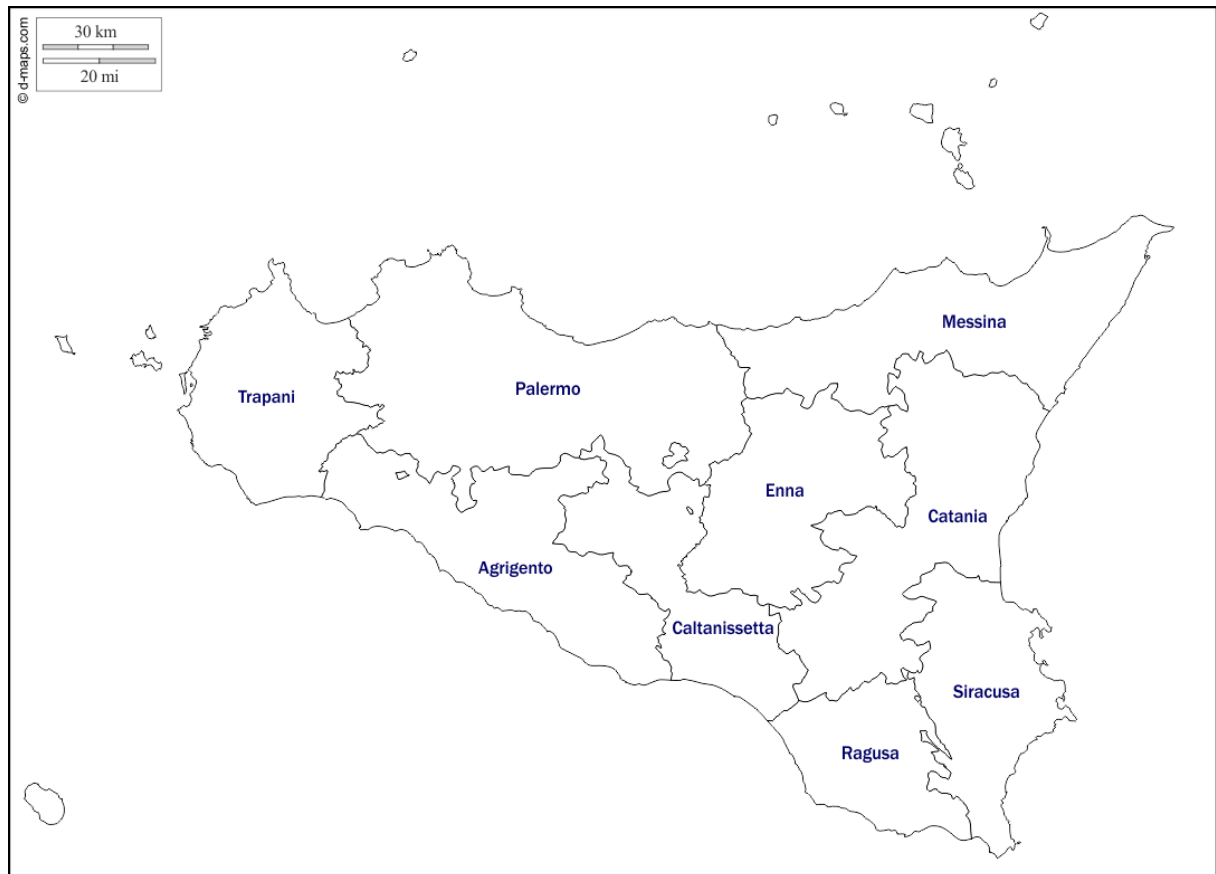 30 km
20 mi
© d-maps.com
Messina
Palermo
Trapani
Enna
Catania
Agrigento
Caltanissetta
Siracusa
Ragusa